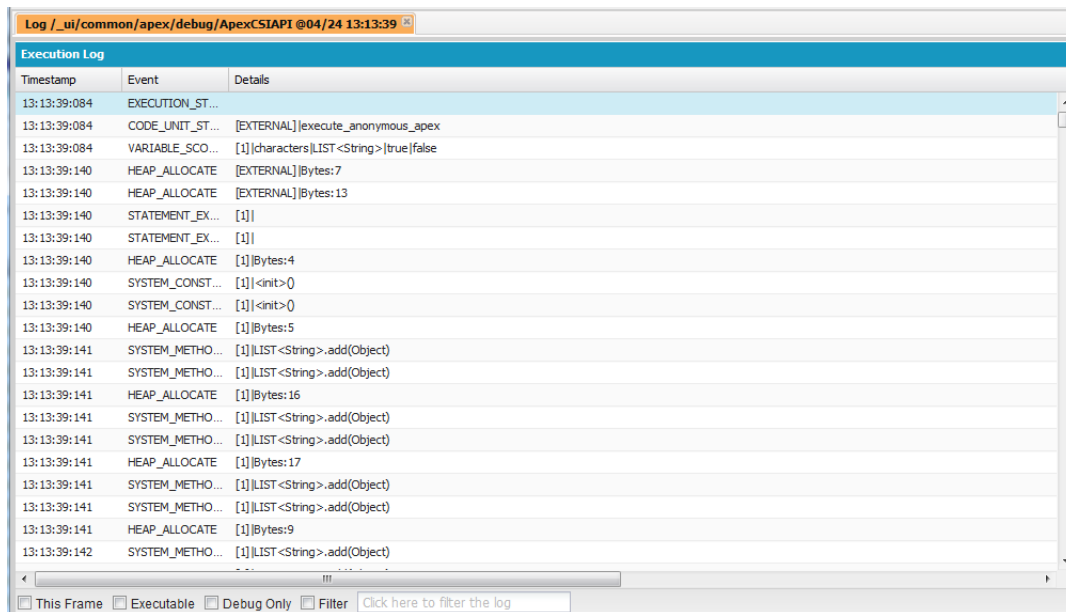 Log /_ui/common/apex/debug/ApexCSIAPI @04/24 13:13:39
Execution Log
Timestamp Event Details
13:13:39:084 EXECUTION_ST...
13:13:39:084 CODE_UNIT_ST... [EXTERNAL]|execute_anonymous_apex
13:13:39:084 VARIABLE_SCO... [1]|characters|LIST<String>|true|false
13:13:39:140 HEAP_ALLOCATE [EXTERNAL]|Bytes:7
13:13:39:140 HEAP_ALLOCATE [EXTERNAL]|Bytes:13
13:13:39:140 STATEMENT_EX... [1]|
13:13:39:140 STATEMENT_EX... [1]|
13:13:39:140 HEAP_ALLOCATE [1]|Bytes:4
13:13:39:140 SYSTEM_CONST... [1]|<init>()
13:13:39:140 SYSTEM_CONST... [1]|<init>()
13:13:39:140 HEAP_ALLOCATE [1]|Bytes:5
13:13:39:141 SYSTEM_METHO... [1]|LIST<String>.add(Object)
13:13:39:141 SYSTEM_METHO... [1]|LIST<String>.add(Object)
13:13:39:141 HEAP_ALLOCATE [1]|Bytes:16
13:13:39:141 SYSTEM_METHO... [1]|LIST<String>.add(Object)
13:13:39:141 SYSTEM_METHO... [1]|LIST<String>.add(Object)
13:13:39:141 HEAP_ALLOCATE [1]|Bytes:17
13:13:39:141 SYSTEM_METHO... [1]|LIST<String>.add(Object)
13:13:39:141 SYSTEM_METHO... [1]|LIST<String>.add(Object)
13:13:39:141 HEAP_ALLOCATE [1]|Bytes:9
13:13:39:142 SYSTEM_METHO... [1]|LIST<String>.add(Object)
This Frame Executable Debug Only Filter Click here to filter the log